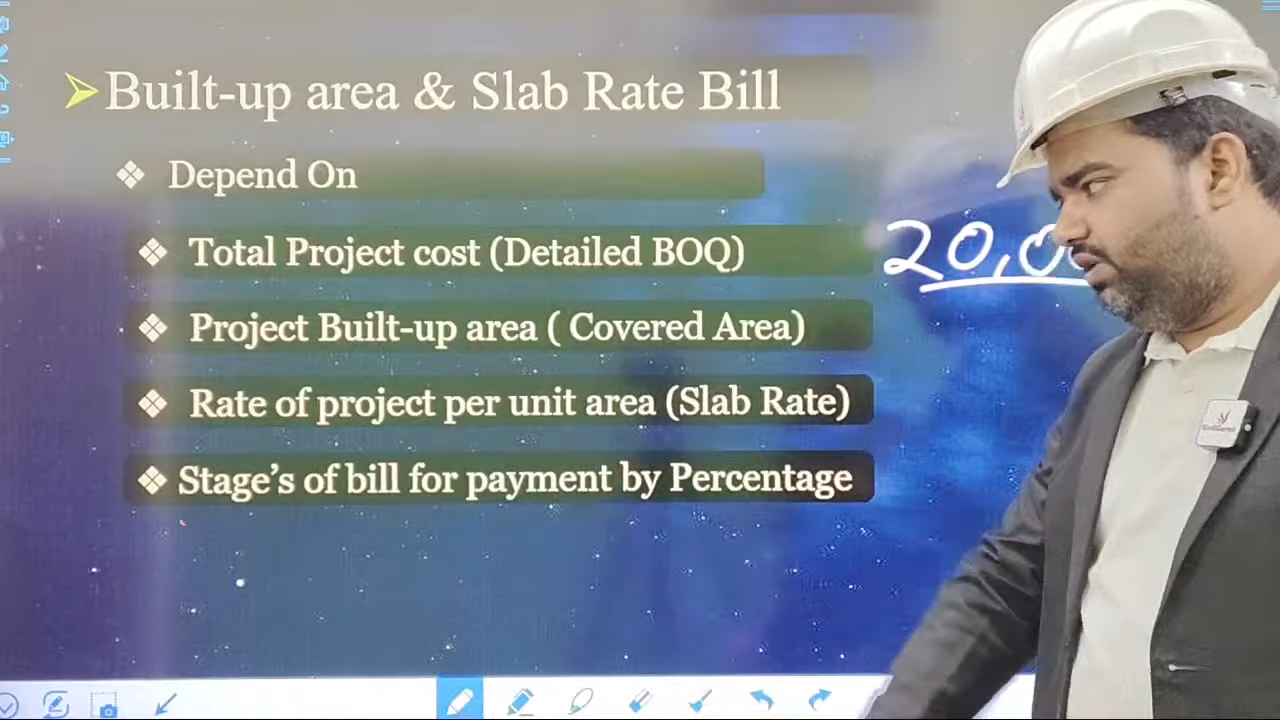 Built-up area & Slab Rate Bill
Depend On
Total Project cost (Detailed BOQ)
Project Built-up area ( Covered Area)
Rate of project per unit area (Slab Rate)
Stage's of bill for payment by Percentage